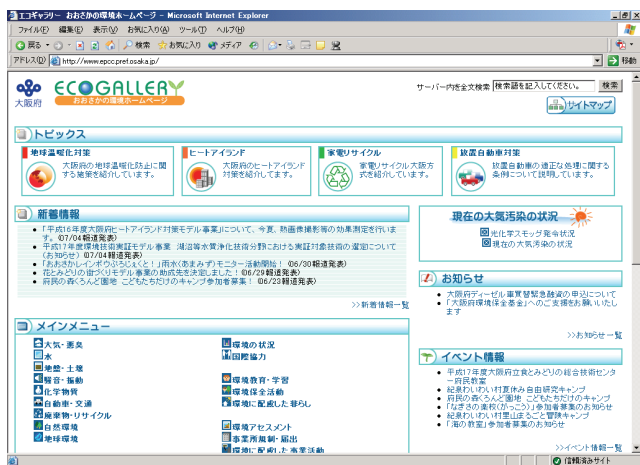 エコギャラリー おおさかの環境ホームページ - Microsoft Internet Explorer
ファイル(F) 編集(E) 表示(V) お気に入り(A) ツール(T) ヘルプ(H)
戻る 検索 お気に入り メディア
アドレス(D) http://www.epcc.pref.osaka.jp/ 移動
大阪府
ECOGALLERY
おおさかの環境ホームページ
サーバー内を全文検索 検索語を記入してください。 検索
サイトマップ
トピックス
地球温暖化対策
大阪府の地球温暖化防止に関する施策を紹介しています。
ヒートアイランド
大阪府のヒートアイランド対策を紹介してます。
家電リサイクル
家電リサイクル大阪方式を紹介しています。
放置自動車対策
放置自動車の適正な処理に関する条例について説明しています。
新着情報
「平成16年度大阪府ヒートアイランド対策モデル事業」について、今夏、熱画像撮影等の効果測定を行います。(07/04報道発表)
平成17年度環境技術実証モデル事業 湖沼等水質浄化技術分野における実証対象技術の選定について(お知らせ) (07/04報道発表)
「おおさかレインボウぷろじぇくと!」雨水(あまみず)モニター活動開始! (06/30報道発表)
花とみどりの街づくりモデル事業の助成先を決定しました! (06/29報道発表)
府民の森くろんど園地 こどもたちだけのキャンプ参加者募集! (06/23報道発表)
>>新着情報一覧
現在の大気汚染の状況
光化学スモッグ発令状況
現在の大気汚染の状況
お知らせ
大阪府ディーゼル車買替緊急融資の申込について
「大阪府環境保全基金」へのご支援をお願いいたします
>>お知らせ一覧
メインメニュー
大気・悪臭
水
地盤・土壌
騒音・振動
化学物質
自動車・交通
廃棄物・リサイクル
自然環境
地球環境
環境の状況
国際協力
環境教育・学習
環境保全活動
環境に配慮した暮らし
環境アセスメント
事業所規制・届出
環境に配慮した事業活動
イベント情報
平成17年度大阪府立食とみどりの総合技術センター府民教室
紀泉わいわい村夏休み自由研究キャンプ
府民の森くろんど園地 こどもたちだけのキャンプ
「なぎさの楽校(がっこう)」参加者募集のお知らせ
紀泉わいわい村里山まるごと冒険キャンプ
「海の教室」参加者募集のお知らせ
>>イベント情報一覧
信頼済みサイト